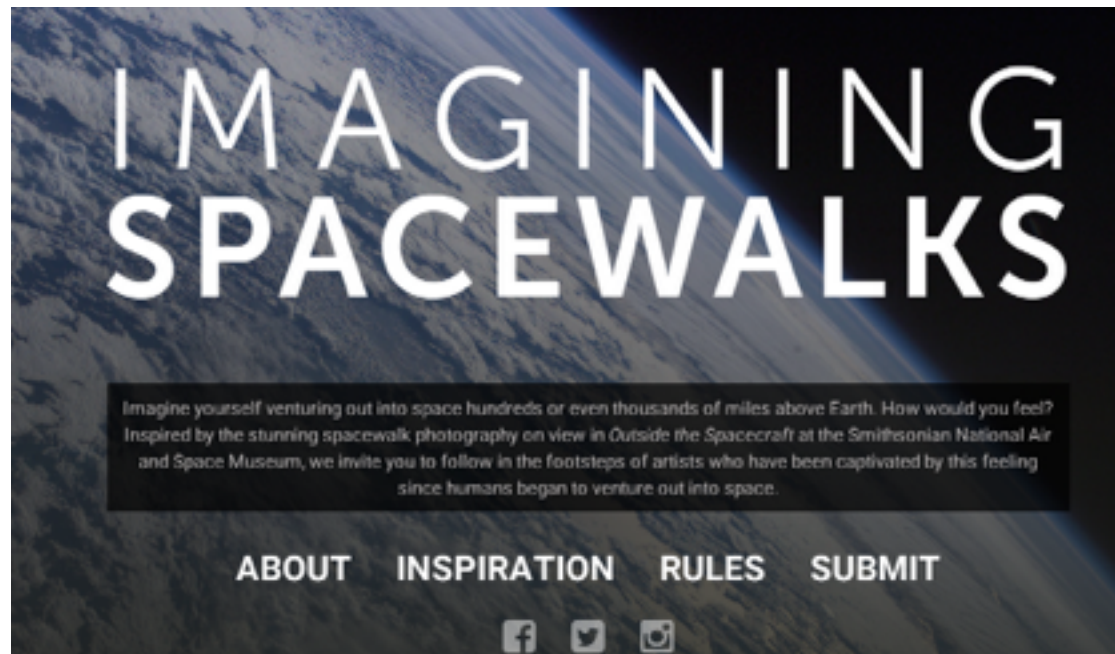 IMAGINING
SPACEWALKS
Imagine yourself venturing out into space hundreds or even thousands of miles above Earth. How would you feel?
Inspired by the stunning spacewalk photography on view in Outside the Spacecraft at the Smithsonian National Air
and Space Museum, we invite you to follow in the footsteps of artists who have been captivated by this feeling
since humans began to venture out into space.
ABOUT INSPIRATION RULES SUBMIT